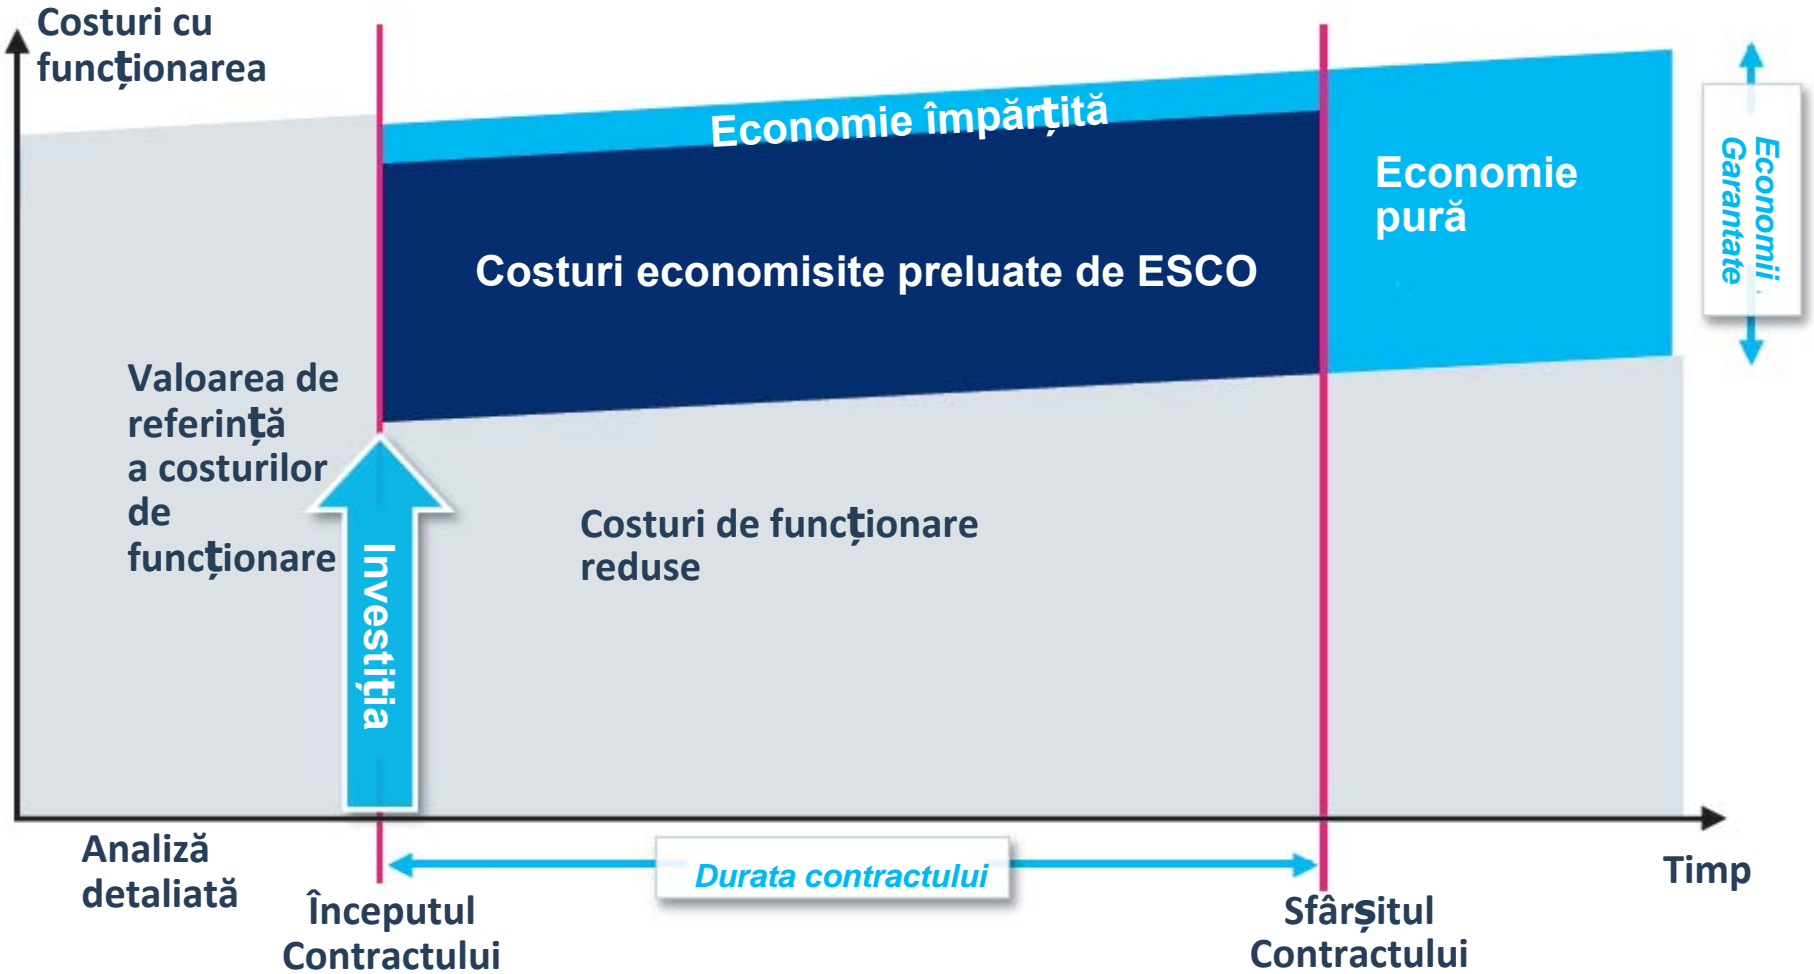 Costuri cu
funcționarea
Economie împărțită
Economie
pură
Economii
Garantate
Costuri economisite preluate de ESCO
Valoarea de
referință
a costurilor
de
funcționare
Investiția
Costuri de funcționare
reduse
Analiză
detaliată
Durata contractului
Timp
Începutul
Contractului
Sfârșitul
Contractului